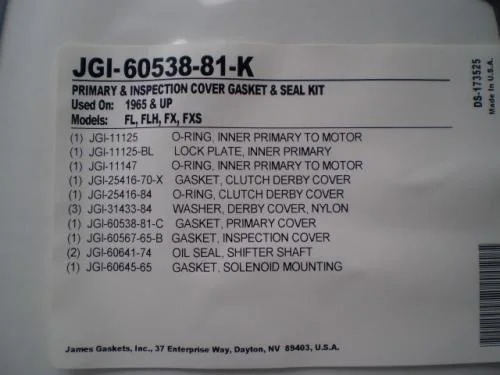 JGI-60538-81-K
PRIMARY & INSPECTION COVER GASKET & SEAL KIT
Used On: 1965 & UP
Models: FL, FLH, FX, FXS
(1) JGI-11125 O-RING, INNER PRIMARY TO MOTOR
(1) JGI-11125-BL LOCK PLATE, INNER PRIMARY
(1) JGI-11147 O-RING, INNER PRIMARY TO MOTOR
(1) JGI-25416-70-X GASKET, CLUTCH DERBY COVER
(1) JGI-25416-84 O-RING, CLUTCH DERBY COVER
(3) JGI-31433-84 WASHER, DERBY COVER, NYLON
(1) JGI-60538-81-C GASKET, PRIMARY COVER
(1) JGI-60567-65-B GASKET, INSPECTION COVER
(2) JGI-60641-74 OIL SEAL, SHIFTER SHAFT
(1) JGI-60645-65 GASKET, SOLENOID MOUNTING
James Gaskets, Inc., 37 Enterprise Way, Dayton, NV 89403, U.S.A.
DS-173525
Made In U.S.A.